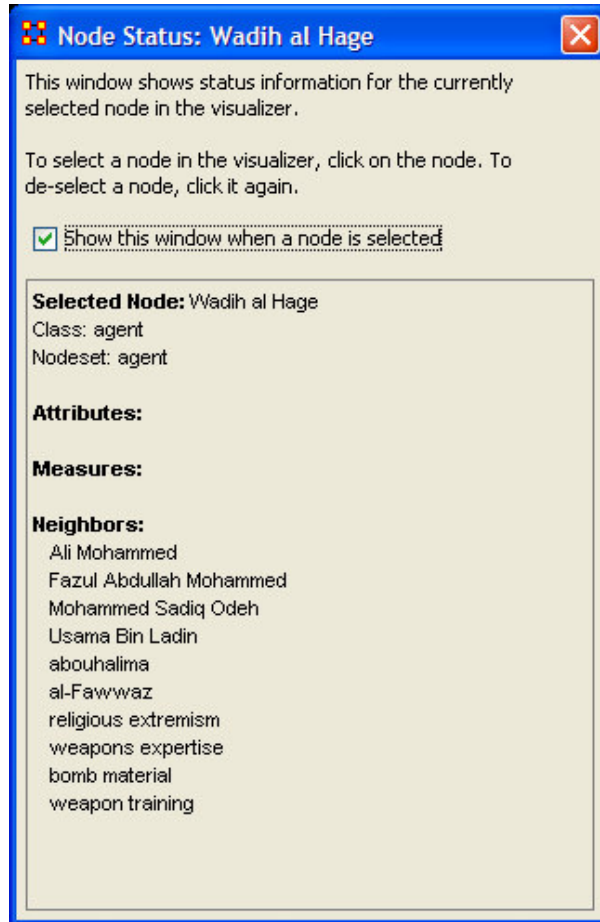 Node Status: Wadih al Hage
This window shows status information for the currently
selected node in the visualizer.
To select a node in the visualizer, click on the node. To
de-select a node, click it again.
Show this window when a node is selected
Selected Node: Wadih al Hage
Class: agent
Nodeset: agent
Attributes:
Measures:
Neighbors:
Ali Mohammed
Fazul Abdullah Mohammed
Mohammed Sadiq Odeh
Usama Bin Ladin
abouhalima
al-Fawwaz
religious extremism
weapons expertise
bomb material
weapon training